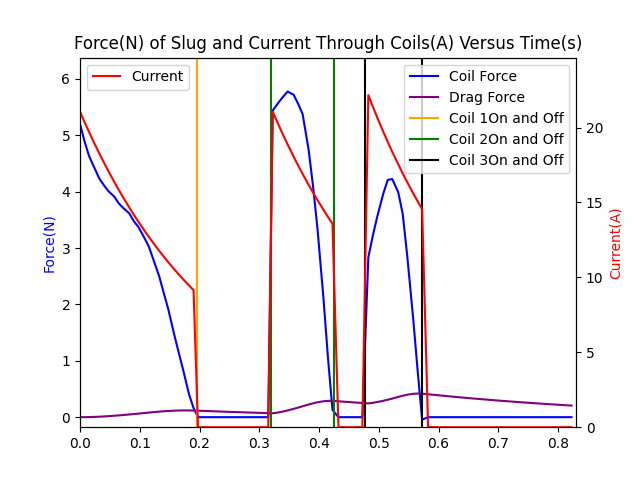 Force(N) of Slug and Current Through Coils(A) Versus Time(s)
Current
Coil Force
Drag Force
Coil 1On and Off
Coil 2On and Off
Coil 3On and Off
Force(N)
6
5
4
3
2
1
0
Current(A)
20
15
10
5
0
0.0 0.1 0.2 0.3 0.4 0.5 0.6 0.7 0.8